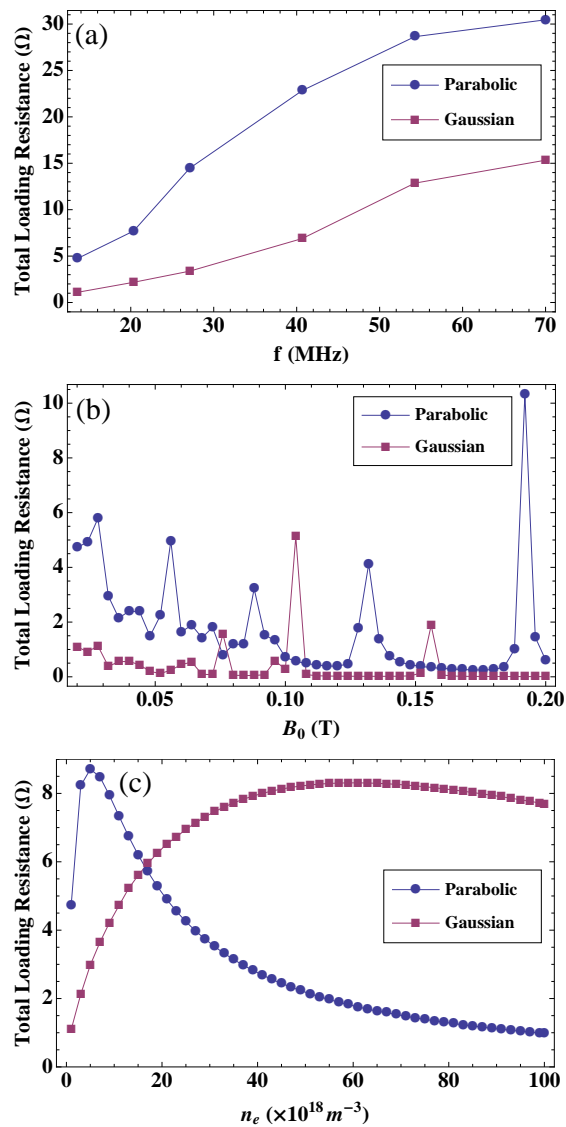 (a)
Total Loading Resistance (Ω)
30
25
20
15
10
5
0
Parabolic
Gaussian
20 30 40 50 60 70
f (MHz)
(b)
Total Loading Resistance (Ω)
10
8
6
4
2
0
Parabolic
Gaussian
0.05 0.10 0.15 0.20
B₀ (T)
(c)
Total Loading Resistance (Ω)
8
6
4
2
0
Parabolic
Gaussian
0 20 40 60 80 100
nₑ (×10¹⁸ m⁻³)